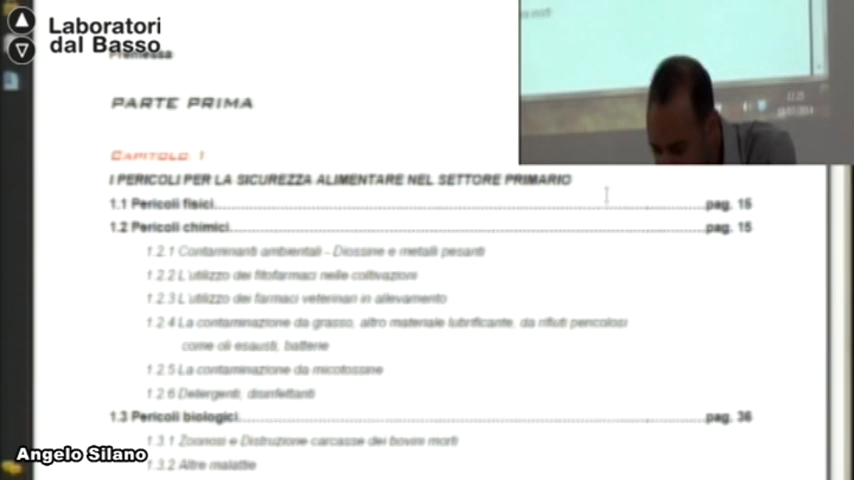 Laboratori
dal Basso
Premessa
PARTE PRIMA
CAPITOLO 1
I PERICOLI PER LA SICUREZZA ALIMENTARE NEL SETTORE PRIMARIO
1.1 Pericoli fisici pag. 15
1.2 Pericoli chimici pag. 15
1.2.1 Contaminanti ambientali - Diossine e metalli pesanti
1.2.2 L'utilizzo dei fitofarmaci nelle coltivazioni
1.2.3 L'utilizzo dei farmaci veterinari in allevamento
1.2.4 La contaminazione da grasso, altro materiale lubrificante, da rifiuti pericolosi
come oli esausti, batterie
1.2.5 La contaminazione da micotossine
1.2.6 Detergenti, disinfettanti
1.3 Pericoli biologici pag. 36
1.3.1 Zoonosi e Distruzione carcasse dei bovini morti
1.3.2 Altre malattie
Angelo Silano